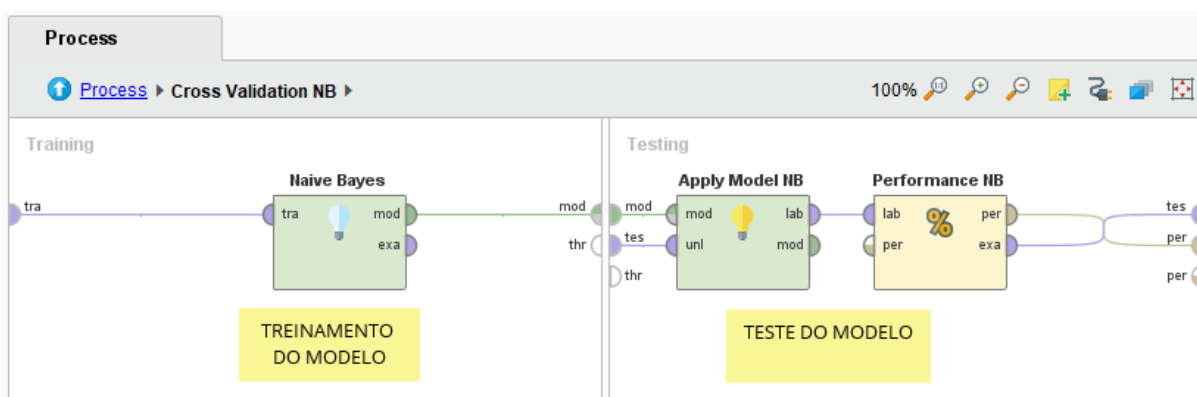 Process
Process ▸ Cross Validation NB ▸
100%
Training
Testing
Naive Bayes
Apply Model NB
Performance NB
tra
tra
mod
exa
mod
thr
mod
tes
thr
mod
unl
lab
mod
lab
per
per
exa
tes
per
per
TREINAMENTO
DO MODELO
TESTE DO MODELO